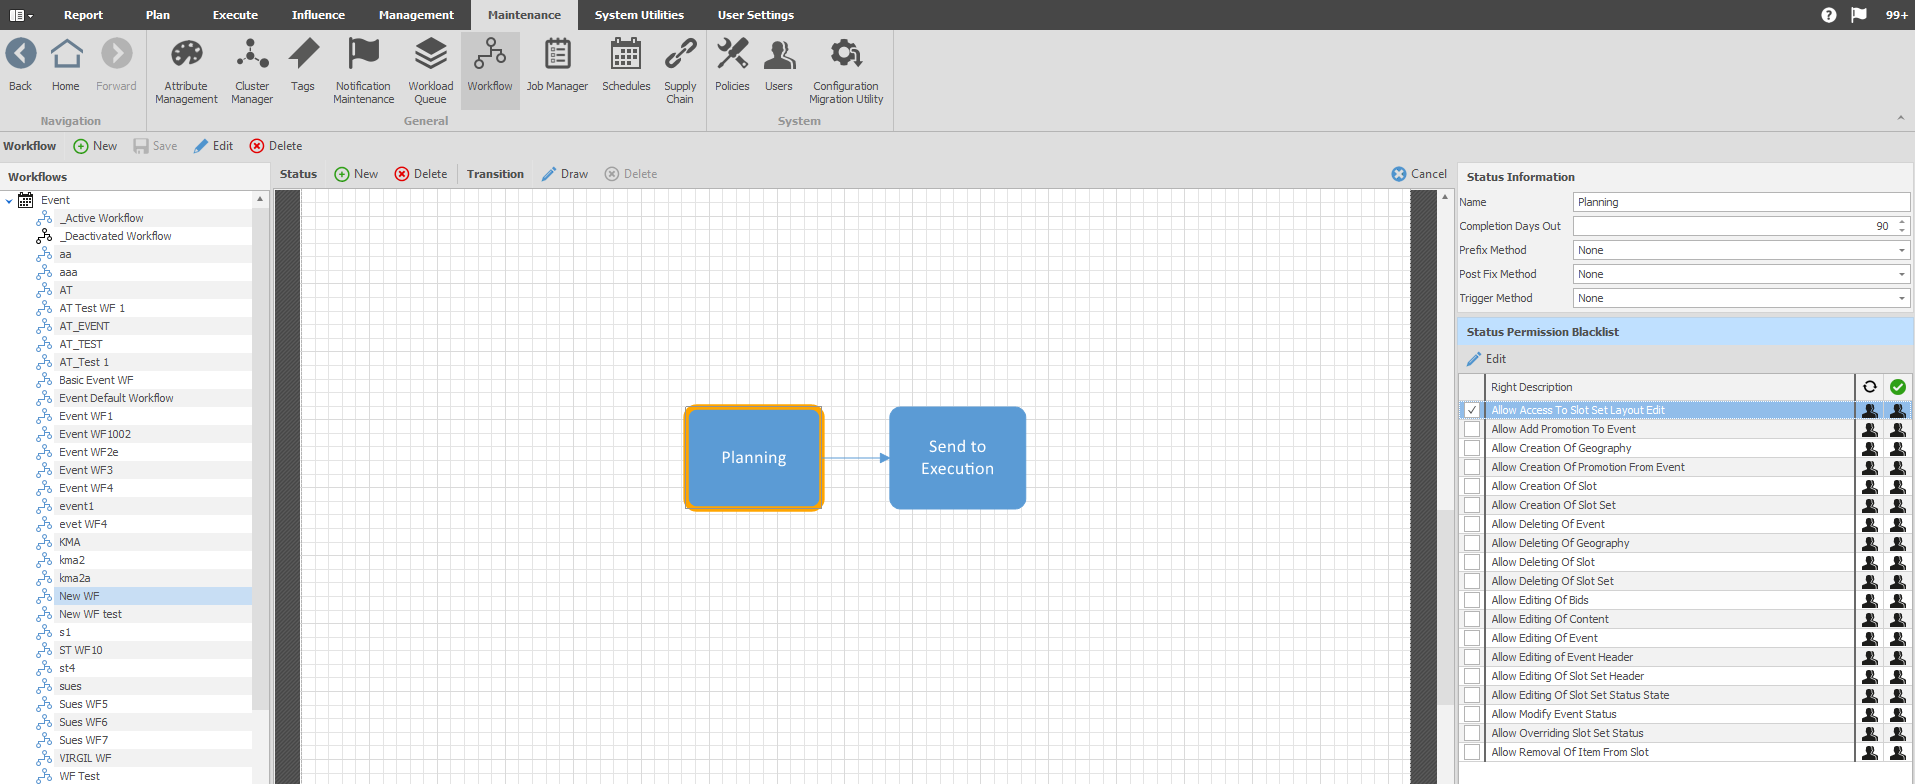 Report Plan Execute Influence Management Maintenance System Utilities User Settings 99+
Back Home Forward
Navigation
Attribute Management
Cluster Manager
Tags
Notification Maintenance
Workload Queue
Workflow
Job Manager
Schedules
Supply Chain
General
Policies
Users
Configuration Migration Utility
System
Workflow New Save Edit Delete
Workflows
Event
_Active Workflow
_Deactivated Workflow
aa
aaa
AT
AT Test WF 1
AT_EVENT
AT_TEST
AT_Test 1
Basic Event WF
Event Default Workflow
Event WF1
Event WF1002
Event WF2e
Event WF3
Event WF4
event1
evet WF4
KMA
kma2
kma2a
New WF
New WF test
s1
ST WF10
st4
sues
Sues WF5
Sues WF6
Sues WF7
VIRGIL WF
WF Test
Status New Delete Transition Draw Delete Cancel
Planning
Send to
Execution
Status Information
Name Planning
Completion Days Out 90
Prefix Method None
Post Fix Method None
Trigger Method None
Status Permission Blacklist
Edit
Right Description
Allow Access To Slot Set Layout Edit
Allow Add Promotion To Event
Allow Creation Of Geography
Allow Creation Of Promotion From Event
Allow Creation Of Slot
Allow Creation Of Slot Set
Allow Deleting Of Event
Allow Deleting Of Geography
Allow Deleting Of Slot
Allow Deleting Of Slot Set
Allow Editing Of Bids
Allow Editing Of Content
Allow Editing Of Event
Allow Editing of Event Header
Allow Editing Of Slot Set Header
Allow Editing Of Slot Set Status State
Allow Modify Event Status
Allow Overriding Slot Set Status
Allow Removal Of Item From Slot